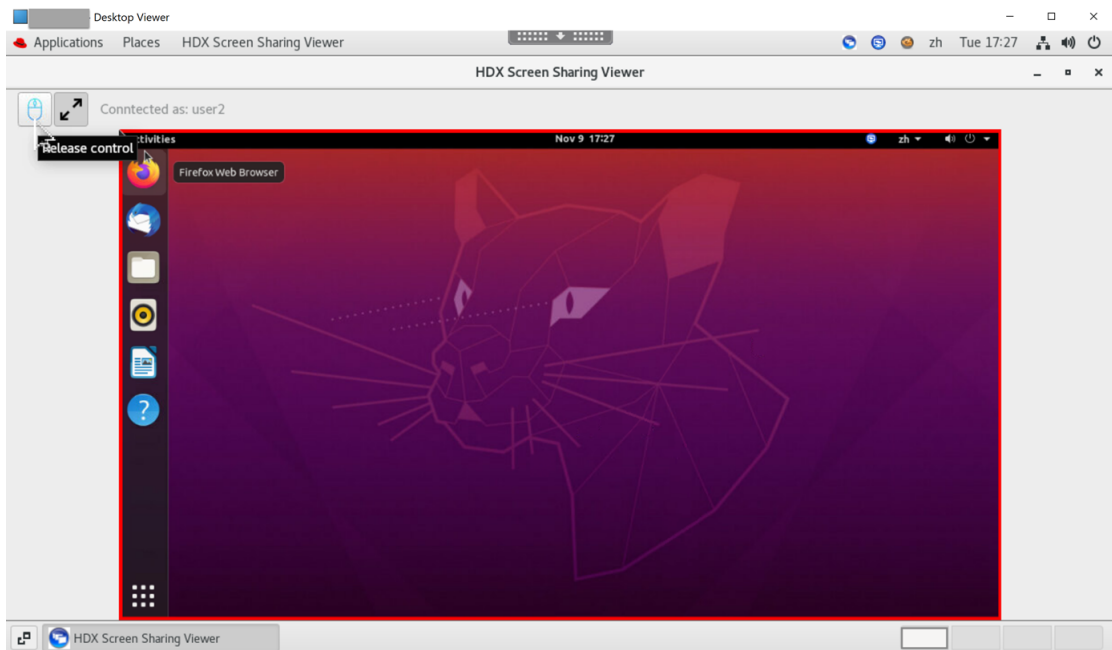 Desktop Viewer
Applications Places HDX Screen Sharing Viewer zh Tue 17:27
HDX Screen Sharing Viewer
Conntected as: user2
Release control
ctivities Nov 9 17:27 zh
Firefox Web Browser
?
HDX Screen Sharing Viewer